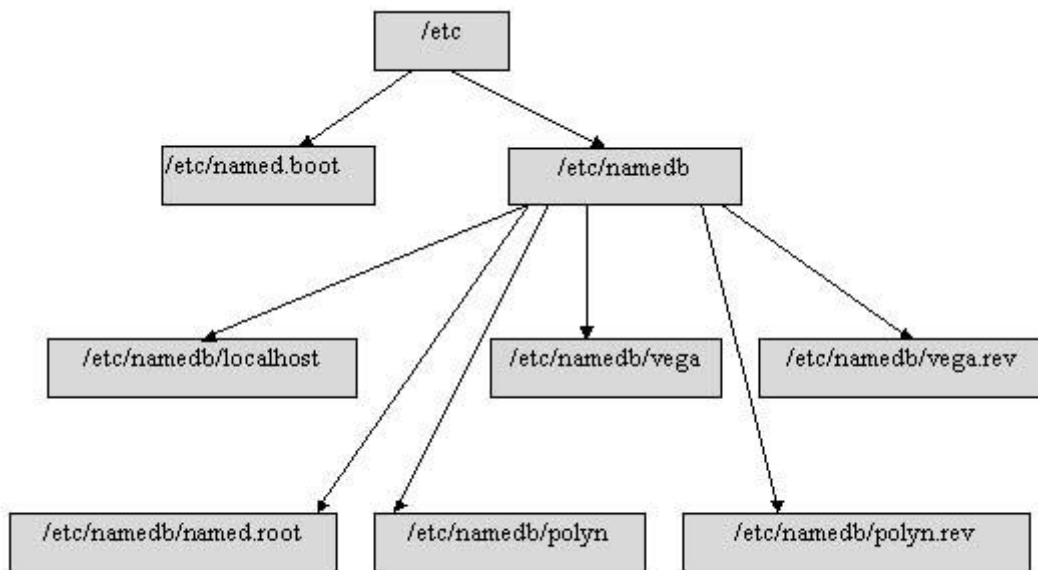 /etc
/etc/named.boot
/etc/namedb
/etc/namedb/localhost
/etc/namedb/vega
/etc/namedb/vega.rev
/etc/namedb/named.root
/etc/namedb/polyn
/etc/namedb/polyn.rev